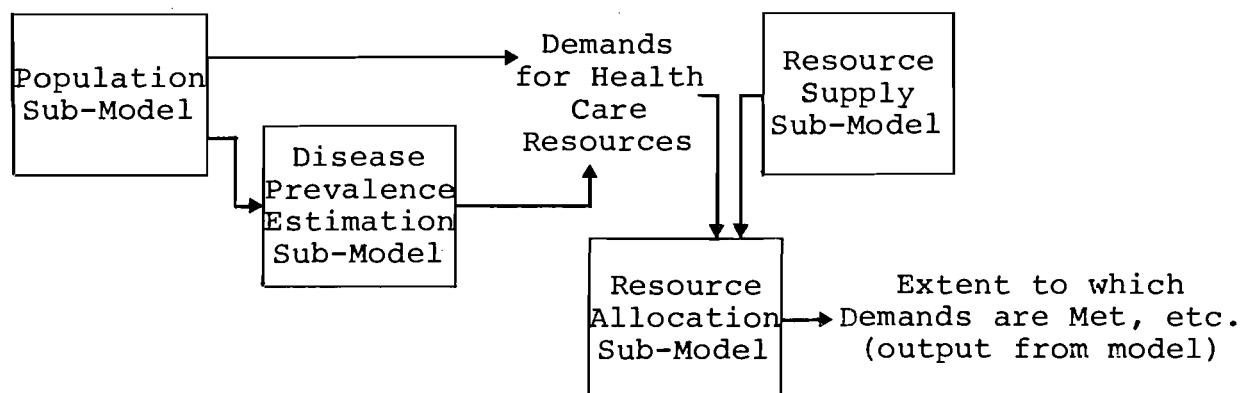 Population
Sub-Model
Demands
for Health
Care
Resources
Resource
Supply
Sub-Model
Disease
Prevalence
Estimation
Sub-Model
Resource
Allocation
Sub-Model
Extent to which
Demands are Met, etc.
(output from model)